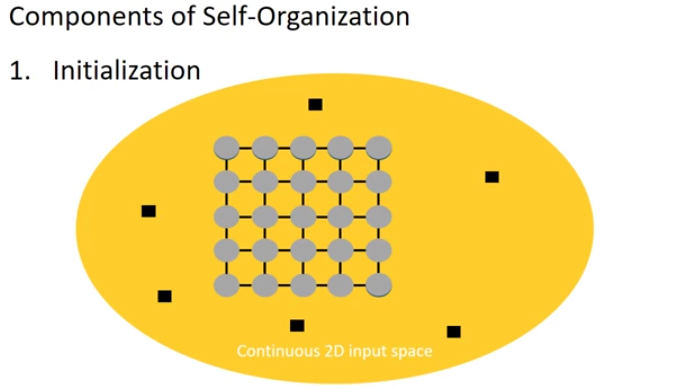 Components of Self-Organization
1. Initialization
Continuous 2D input space